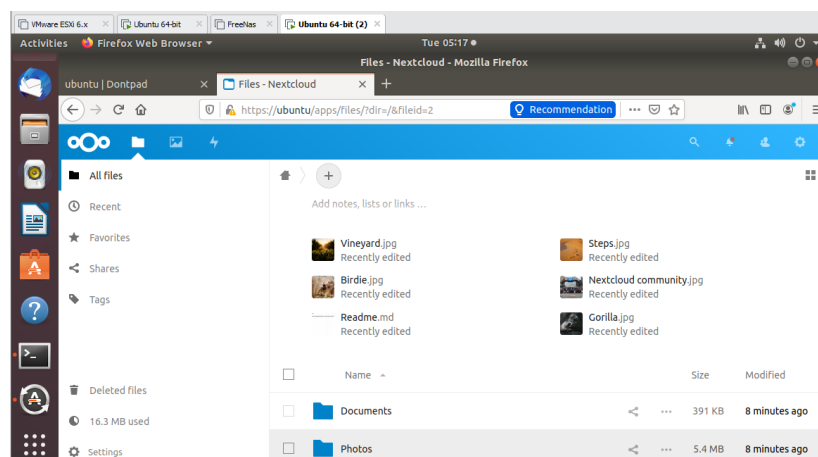 VMware ESXi 6.x × Ubuntu 64-bit × FreeNas × Ubuntu 64-bit (2) ×
Activities Firefox Web Browser Tue 05:17
Files - Nextcloud - Mozilla Firefox
ubuntu | Dontpad × Files - Nextcloud × +
https://ubuntu/apps/files/?dir=/&fileid=2 Recommendation
All files
Recent
Favorites
Shares
Tags
Deleted files
16.3 MB used
Settings
Add notes, lists or links ...
Vineyard.jpg Steps.jpg
Recently edited Recently edited
Birdie.jpg Nextcloud community.jpg
Recently edited Recently edited
Readme.md Gorilla.jpg
Recently edited Recently edited
Name Size Modified
Documents 391 KB 8 minutes ago
Photos 5.4 MB 8 minutes ago